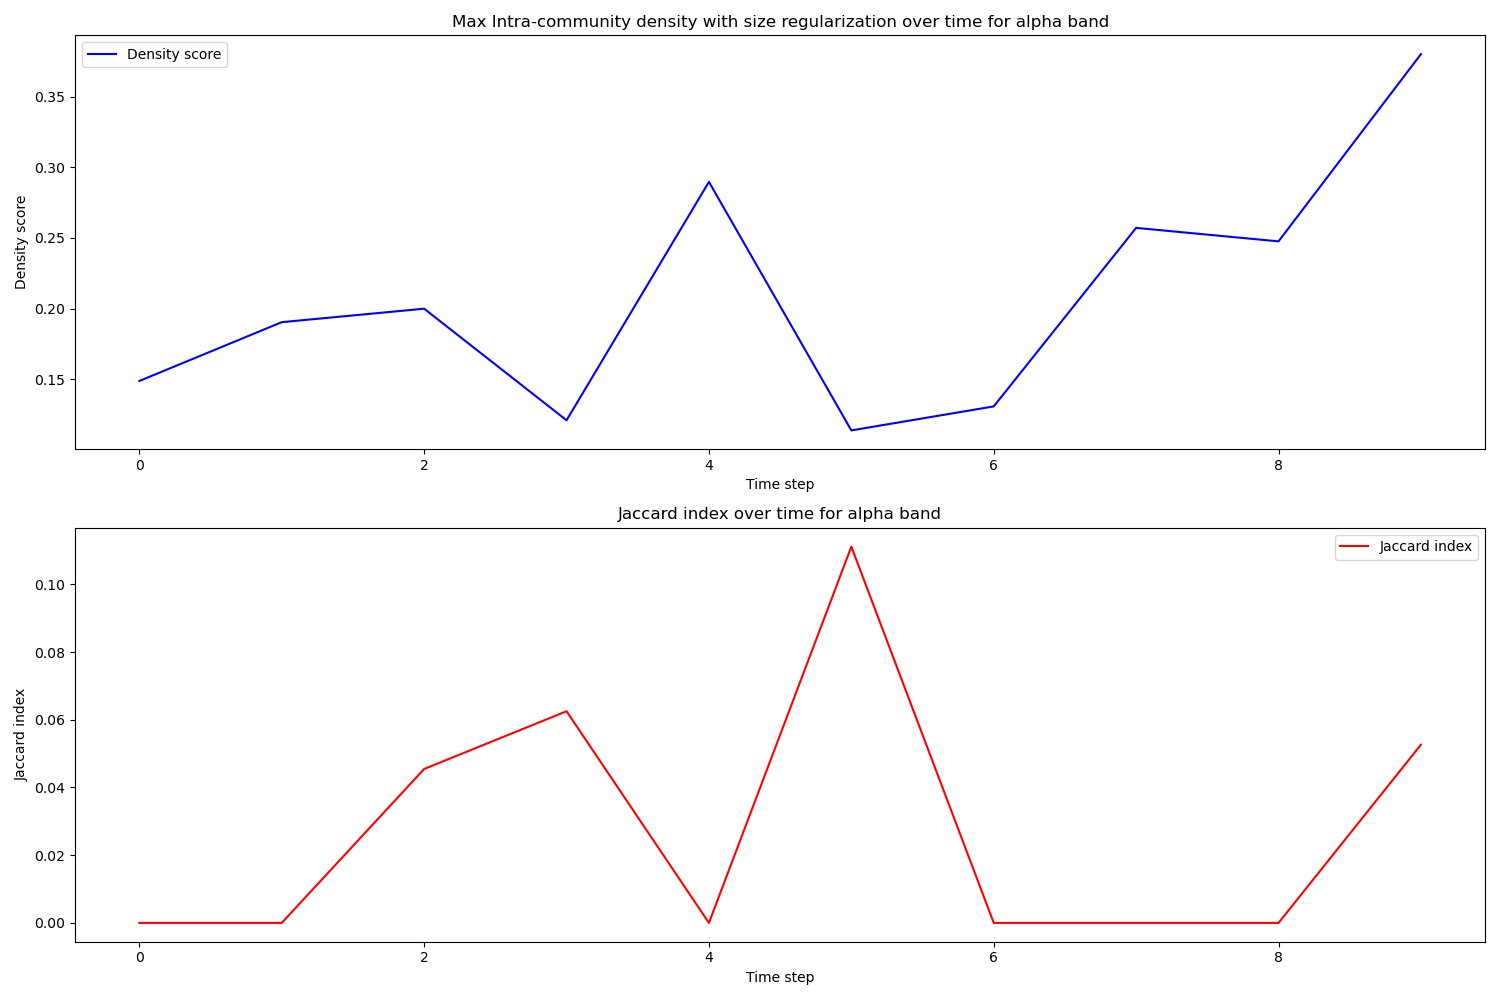 Max Intra-community density with size regularization over time for alpha band
Density score
Density score
0.35
0.30
0.25
0.20
0.15
0 2 4 6 8
Time step
Jaccard index over time for alpha band
Jaccard index
Jaccard index
0.10
0.08
0.06
0.04
0.02
0.00
0 2 4 6 8
Time step